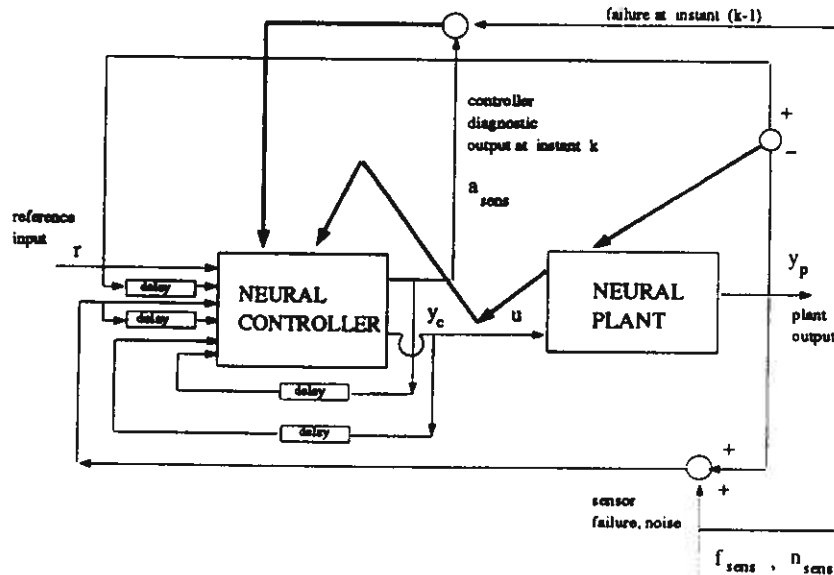 failure at instant (k-1)
controller
diagnostic
output at instant k
a sens
+
−
reference
input
r
delay
delay
NEURAL
CONTROLLER
y c
u
NEURAL
PLANT
y p
plant
output
delay
delay
+
+
sensor
failure, noise
f sens , n sens